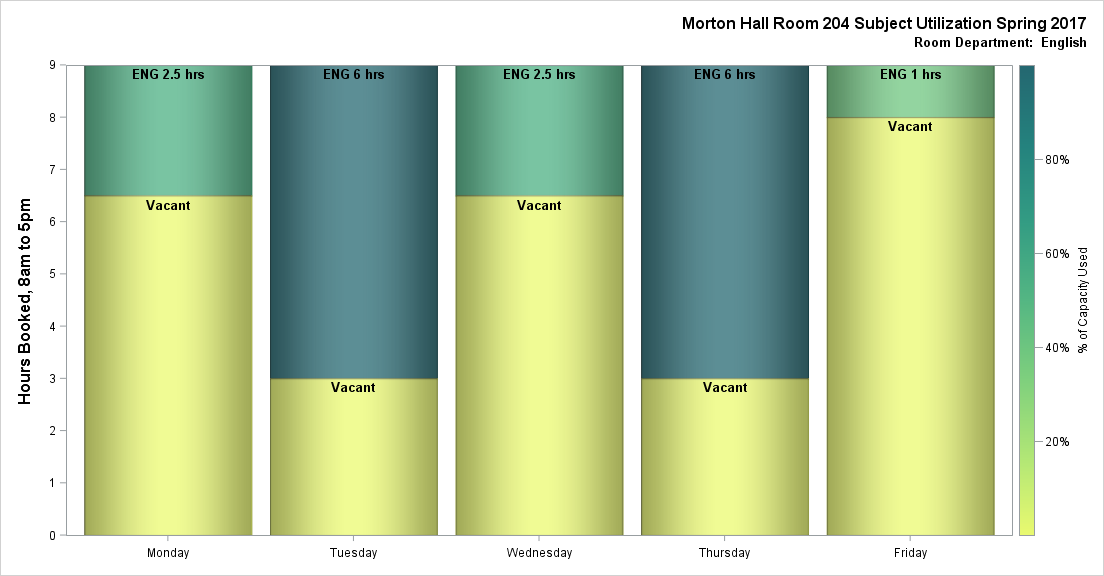 Morton Hall Room 204 Subject Utilization Spring 2017
Room Department:  English
Hours Booked, 8am to 5pm
9
8
7
6
5
4
3
2
1
0
ENG 2.5 hrs
Vacant
ENG 6 hrs
Vacant
ENG 2.5 hrs
Vacant
ENG 6 hrs
Vacant
ENG 1 hrs
Vacant
Monday
Tuesday
Wednesday
Thursday
Friday
80%
60%
40%
20%
% of Capacity Used